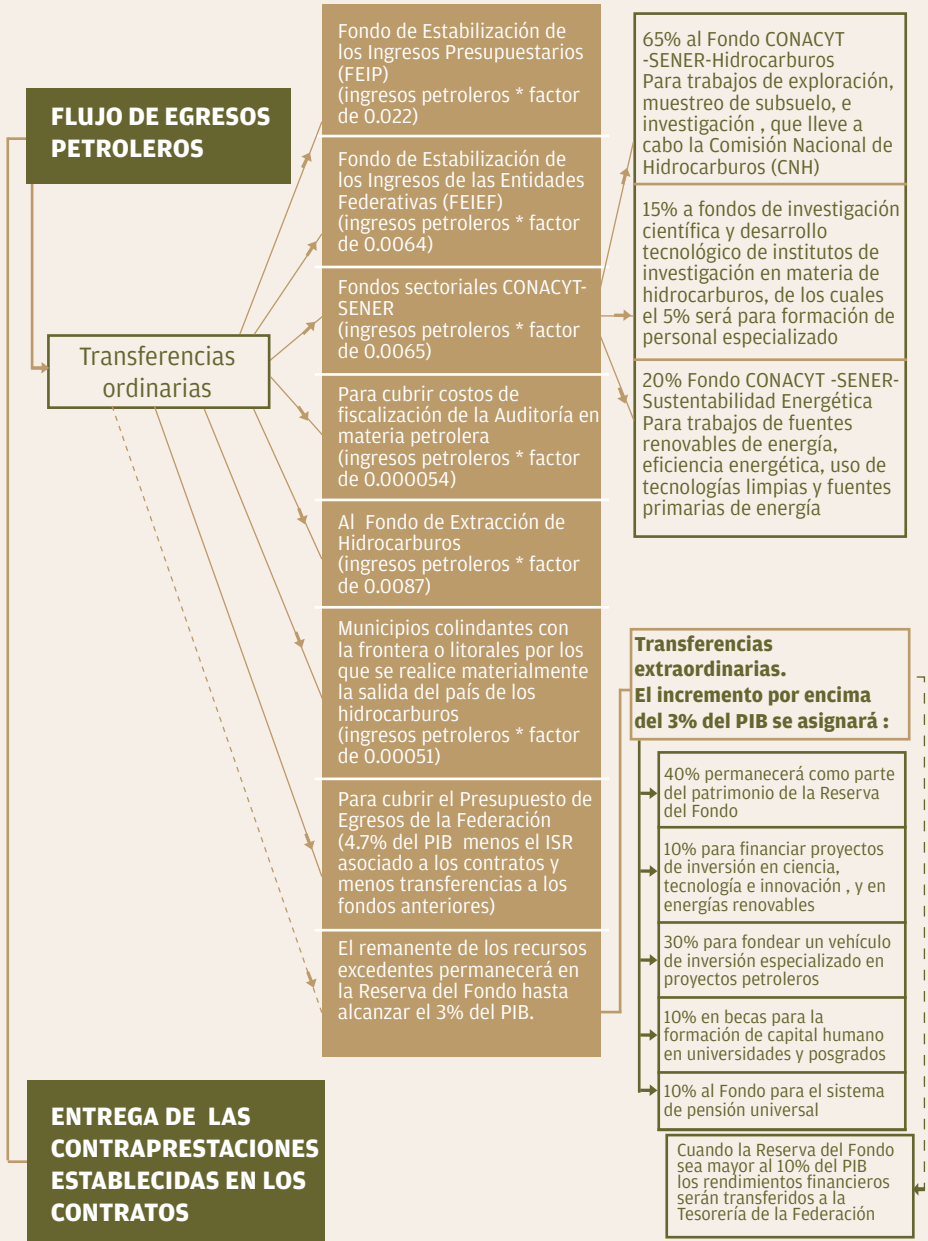 FLUJO DE EGRESOS
PETROLEROS
Transferencias
ordinarias
Fondo de Estabilización de
los Ingresos Presupuestarios
(FEIP)
(ingresos petroleros * factor
de 0.022)
Fondo de Estabilización de
los Ingresos de las Entidades
Federativas (FEIEF)
(ingresos petroleros * factor
de 0.0064)
Fondos sectoriales CONACYT-
SENER
(ingresos petroleros * factor
de 0.0065)
Para cubrir costos de
fiscalización de la Auditoría en
materia petrolera
(ingresos petroleros * factor
de 0.000054)
Al Fondo de Extracción de
Hidrocarburos
(ingresos petroleros * factor
de 0.0087)
Municipios colindantes con
la frontera o litorales por los
que se realice materialmente
la salida del país de los
hidrocarburos
(ingresos petroleros * factor
de 0.00051)
Para cubrir el Presupuesto de
Egresos de la Federación
(4.7% del PIB menos el ISR
asociado a los contratos y
menos transferencias a los
fondos anteriores)
El remanente de los recursos
excedentes permanecerá en
la Reserva del Fondo hasta
alcanzar el 3% del PIB.
65% al Fondo CONACYT
-SENER-Hidrocarburos
Para trabajos de exploración,
muestreo de subsuelo, e
investigación , que lleve a
cabo la Comisión Nacional de
Hidrocarburos (CNH)
15% a fondos de investigación
científica y desarrollo
tecnológico de institutos de
investigación en materia de
hidrocarburos, de los cuales
el 5% será para formación de
personal especializado
20% Fondo CONACYT -SENER-
Sustentabilidad Energética
Para trabajos de fuentes
renovables de energía,
eficiencia energética, uso de
tecnologías limpias y fuentes
primarias de energía
Transferencias
extraordinarias.
El incremento por encima
del 3% del PIB se asignará :
40% permanecerá como parte
del patrimonio de la Reserva
del Fondo
10% para financiar proyectos
de inversión en ciencia,
tecnología e innovación , y en
energías renovables
30% para fondear un vehículo
de inversión especializado en
proyectos petroleros
10% en becas para la
formación de capital humano
en universidades y posgrados
10% al Fondo para el sistema
de pensión universal
Cuando la Reserva del Fondo
sea mayor al 10% del PIB
los rendimientos financieros
serán transferidos a la
Tesorería de la Federación
ENTREGA DE LAS
CONTRAPRESTACIONES
ESTABLECIDAS EN LOS
CONTRATOS